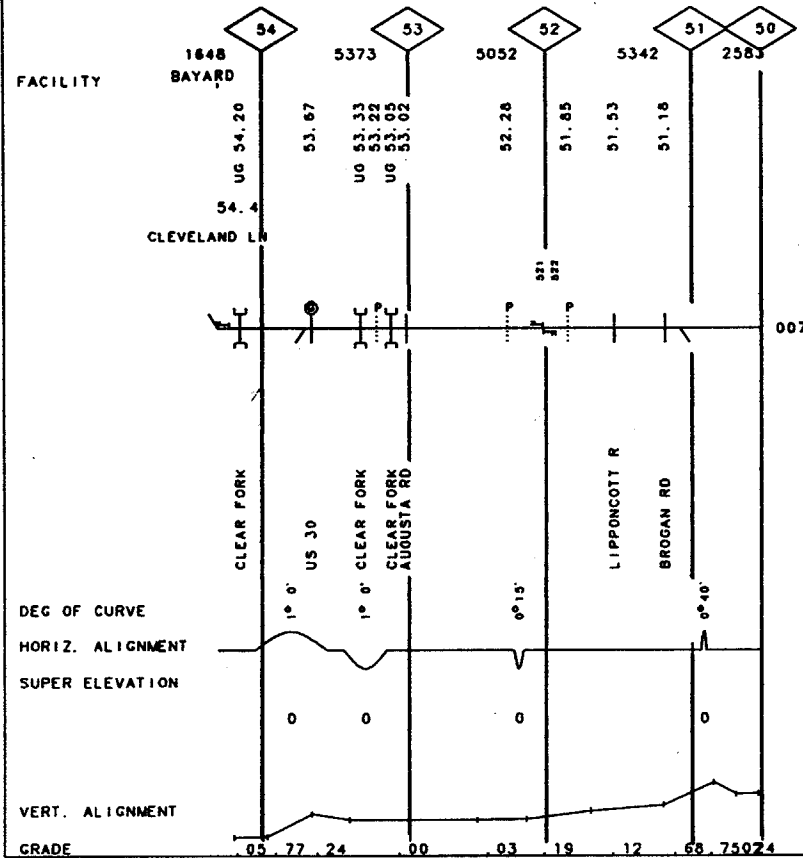 54 53 52 51 50
1648 5373 5052 5342 2583
FACILITY BAYARD
UG 54.20
53.67
UG 53.33
53.22
UG 53.05
53.02
52.28
51.85
51.53
51.18
54.4
CLEVELAND LN
521
522
P P P
007
CLEAR FORK
US 30
CLEAR FORK
CLEAR FORK
AUGUSTA RD
LIPPONCOTT R
BROGAN RD
DEG OF CURVE 1° 0' 1° 0' 0°15' 0°40'
HORIZ. ALIGNMENT
SUPER ELEVATION
0 0 0 0
VERT. ALIGNMENT
GRADE .05 .77 .24 .00 .03 .19 .12 .68 .75